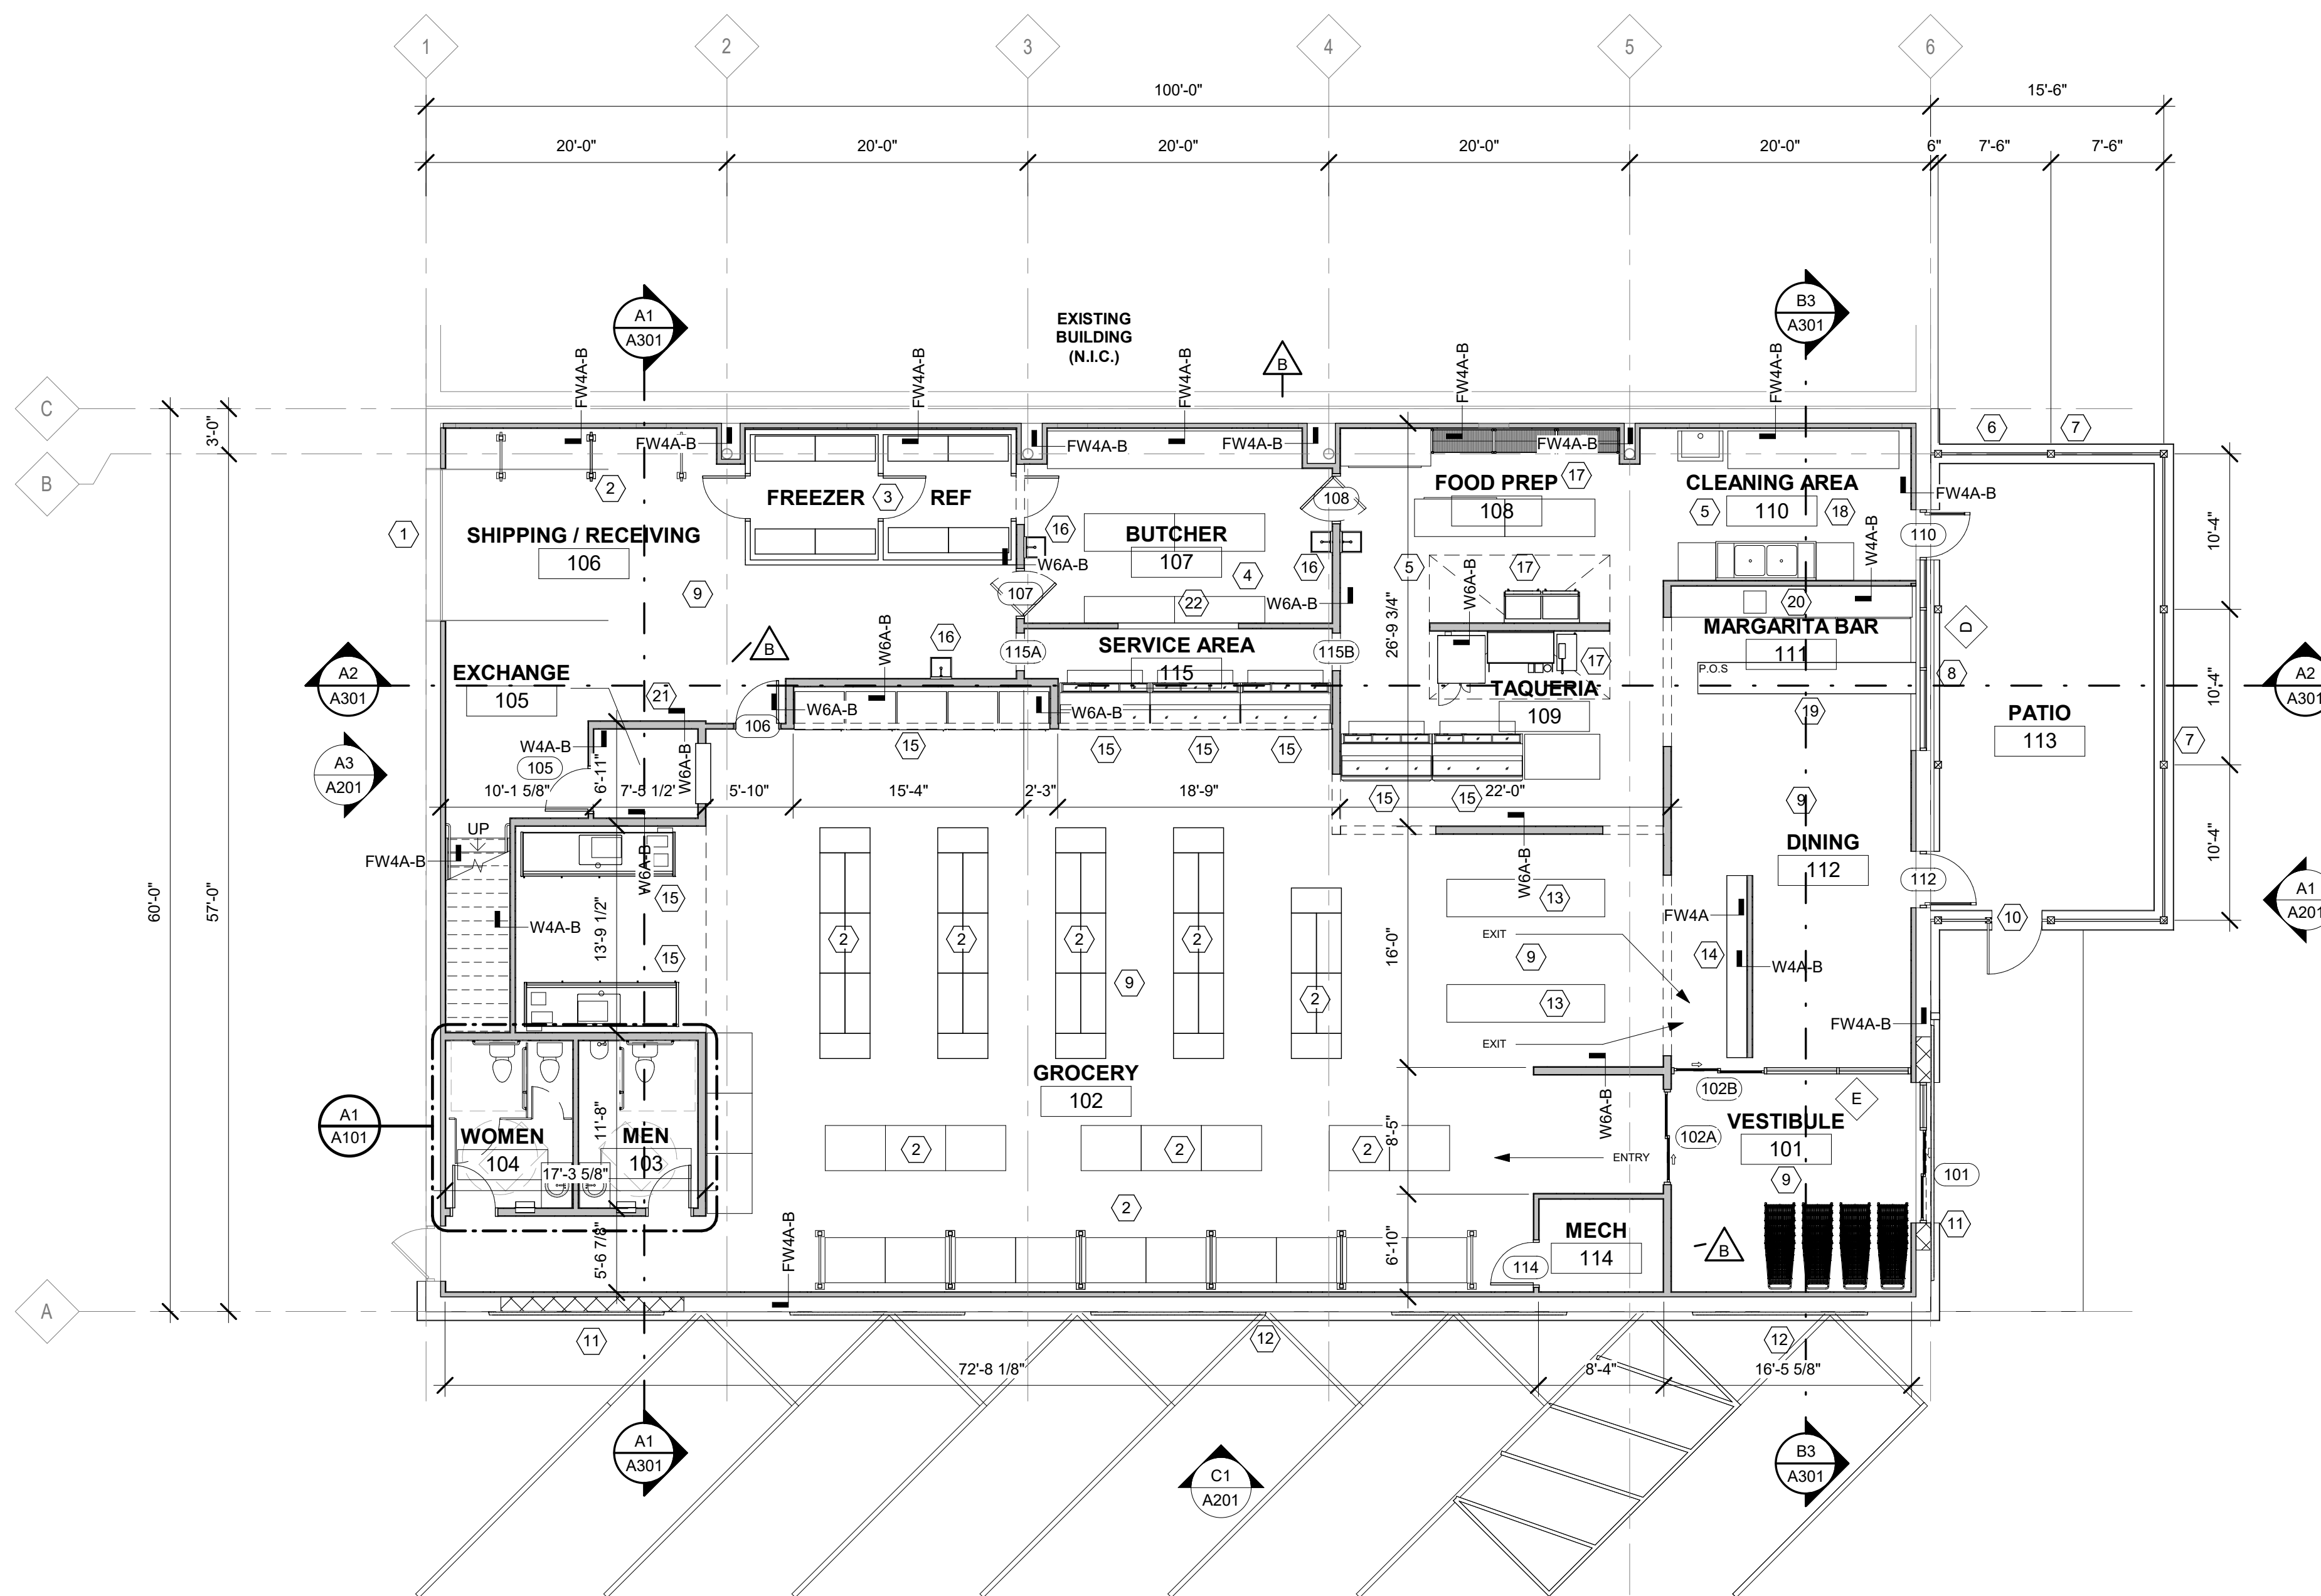 1 2 3 4 5 6
100'-0" 15'-6"
20'-0" 20'-0" 20'-0" 20'-0" 20'-0" 6" 7'-6" 7'-6"
A1
A301
EXISTING
BUILDING
(N.I.C.)
B
B3
A301
FW4A-B FW4A-B FW4A-B FW4A-B FW4A-B
C
3'-0"
FW4A-B FW4A-B FW4A-B FW4A-B
6 7
B
2 FREEZER 3 REF
108
FOOD PREP 17
108
CLEANING AREA
5 110 18
FW4A-B
1
SHIPPING / RECEIVING
106
16
BUTCHER
107
W6A-B
4
16
5
17
W4A-B
110
10'-4"
9
107
22
W6A-B
26'-9 3/4"
W6A-B
20
MARGARITA BAR
111
P.O.S
D
B
16
W6A-B
115A
SERVICE AREA
115
115B
17
A2
A301
EXCHANGE
105
21
TAQUERIA
109
19
8
10'-4"
A2
A301
106
W6A-B
W6A-B
W4A-B
105
W6A-B
15
15 15 15
PATIO
113
7
A3
A201
10'-1 5/8" 6'-11" 7'-5 1/2" 5'-10" 15'-4" 2'-3" 18'-9" 22'-0"
15 15
9
UP
FW4A-B
W6A-B
W6A-B
DINING
112
112
10'-4"
60'-0"
57'-0"
15
13
FW4A
A1
A201
W4A-B
13'-9 1/2"
2 2 2 2
EXIT
10
15
16'-0"
9
14
W4A-B
9
2
13
FW4A-B
EXIT
GROCERY
102
W6A-B
102B
E
A1
A101
WOMEN
104
11'-8"
MEN
103
17'-3 5/8"
2 2 2
8'-5"
ENTRY
102A
VESTIBULE
101
9
101
2
11
5'-6 7/8"
FW4A-B
6'-10"
MECH
114
114
B
A
11 12 12
72'-8 1/8" 8'-4" 16'-5 5/8"
A1
A301
C1
A201
B3
A301